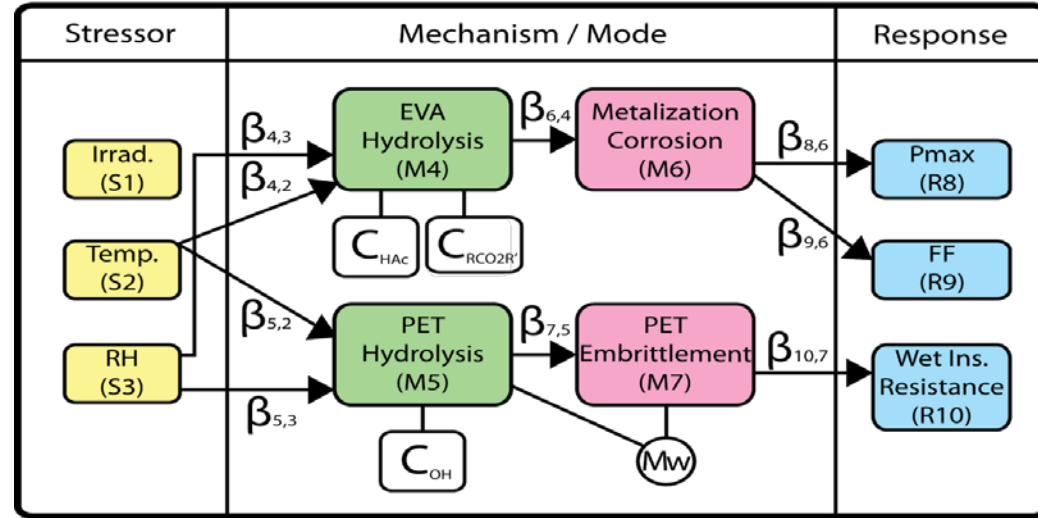 Stressor
Mechanism / Mode
Response
Irrad.
(S1)
Temp.
(S2)
RH
(S3)
β4,3
β4,2
β5,2
β5,3
EVA
Hydrolysis
(M4)
CHAc
CRCO2R'
PET
Hydrolysis
(M5)
COH
β6,4
β7,5
Metalization
Corrosion
(M6)
PET
Embrittlement
(M7)
Mw
β8,6
β9,6
β10,7
Pmax
(R8)
FF
(R9)
Wet Ins.
Resistance
(R10)